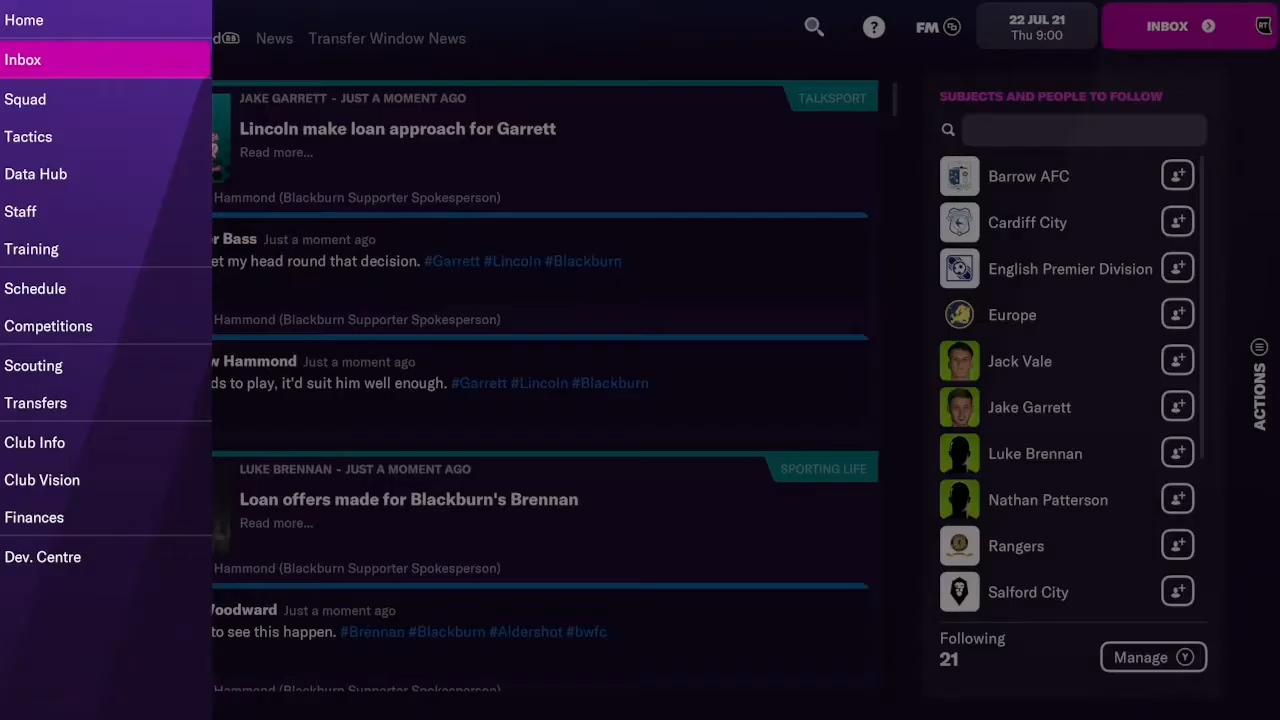 Home
Inbox
Squad
Tactics
Data Hub
Staff
Training
Schedule
Competitions
Scouting
Transfers
Club Info
Club Vision
Finances
Dev. Centre
RB
News
Transfer Window News
?
FM
22 JUL 21
Thu 9:00
INBOX
RT
JAKE GARRETT - JUST A MOMENT AGO
TALKSPORT
Lincoln make loan approach for Garrett
Read more...
Hammond (Blackburn Supporter Spokesperson)
r Bass Just a moment ago
et my head round that decision. #Garrett #Lincoln #Blackburn
Hammond (Blackburn Supporter Spokesperson)
w Hammond Just a moment ago
ds to play, it'd suit him well enough. #Garrett #Lincoln #Blackburn
LUKE BRENNAN - JUST A MOMENT AGO
SPORTING LIFE
Loan offers made for Blackburn's Brennan
Read more...
Hammond (Blackburn Supporter Spokesperson)
Woodward Just a moment ago
to see this happen. #Brennan #Blackburn #Aldershot #bwfc
Hammond (Blackburn Supporter Spokesperson)
SUBJECTS AND PEOPLE TO FOLLOW
Barrow AFC
Cardiff City
English Premier Division
Europe
Jack Vale
Jake Garrett
Luke Brennan
Nathan Patterson
Rangers
Salford City
Following
21
Manage Y
ACTIONS